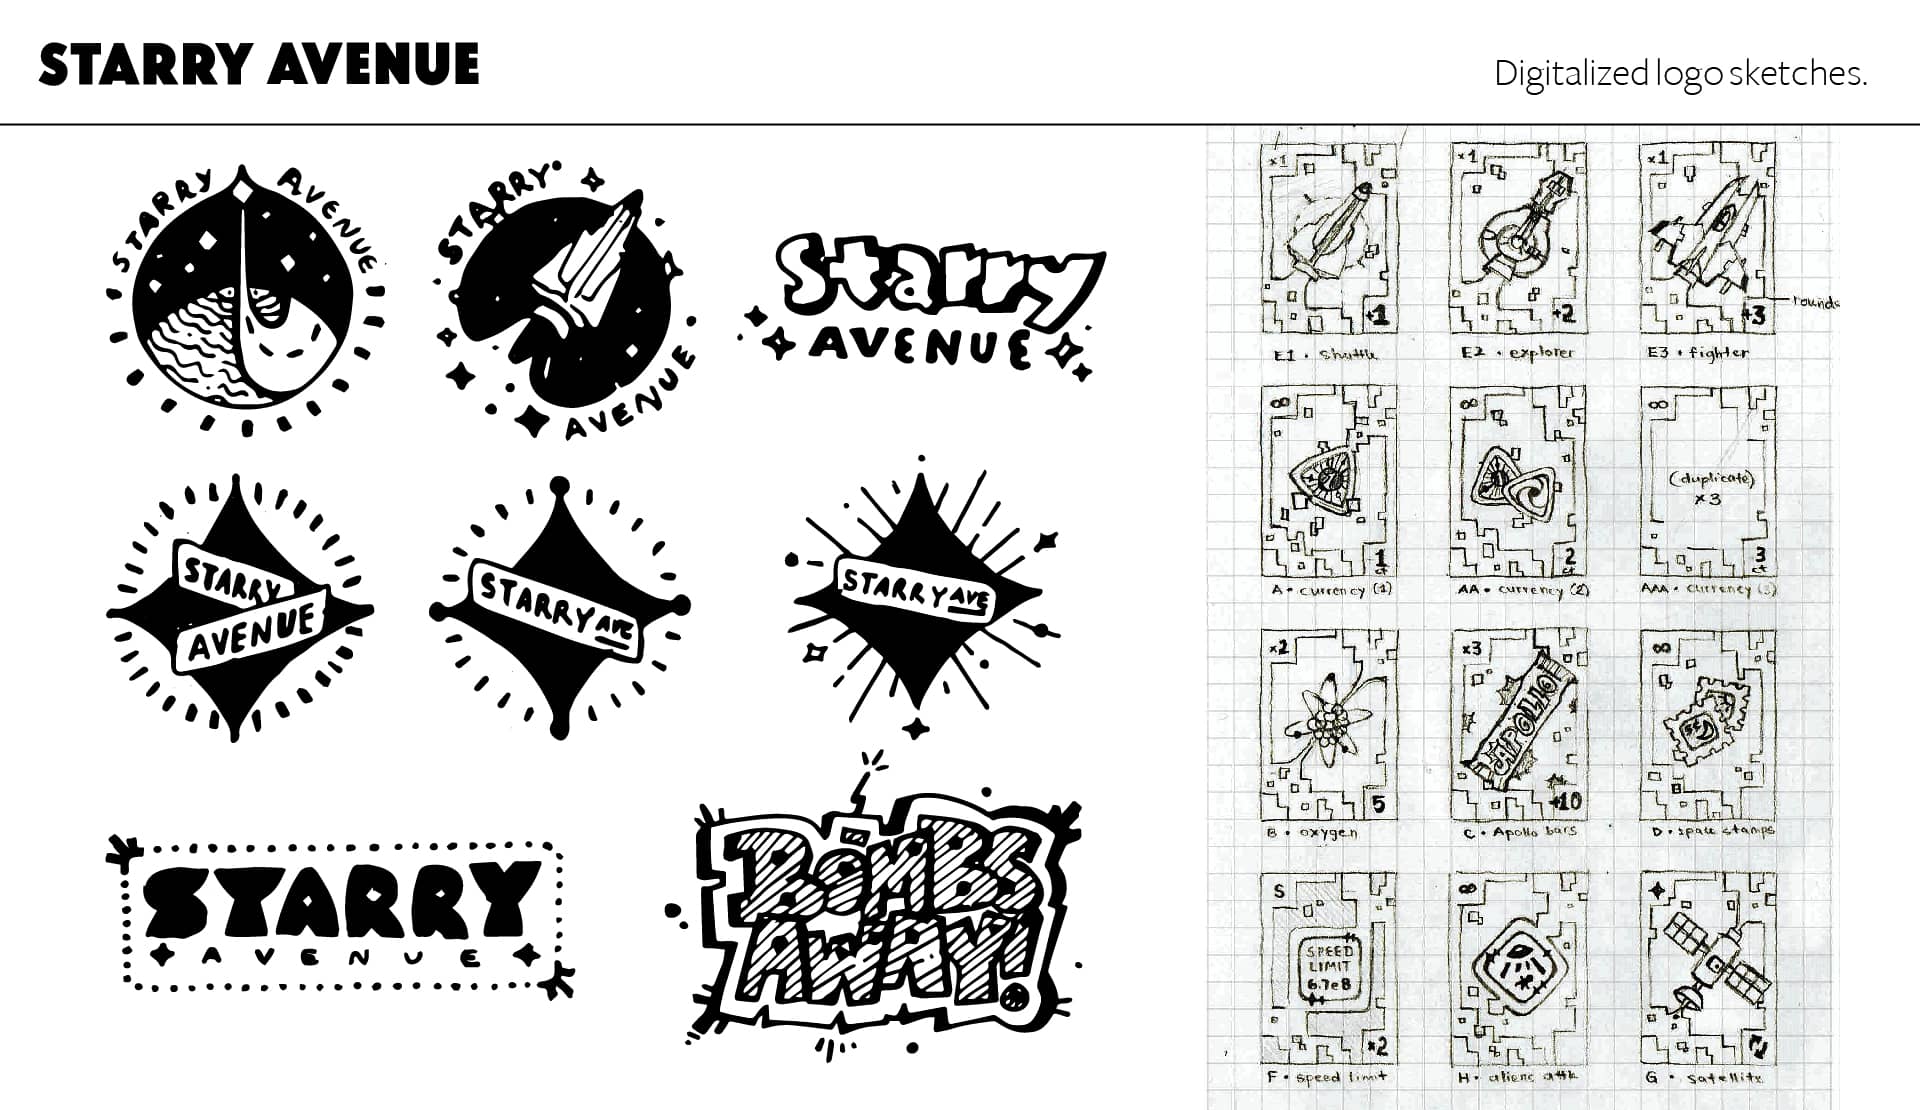 STARRY AVENUE
Digitalized logo sketches.
STARRY AVENUE
STARRY
AVENUE
Starry
AVENUE
STARRY
AVENUE
STARRY AVE
STARRY AVE
STARRY
AVENUE
BOMBS
AWAY!
x1
+1
E1 • shuttle
x1
+2
E2 • explorer
x1
+3
rounds
E3 • fighter
∞
1
ct
A • currency (1)
∞
2
ct
AA • currency (2)
∞
(duplicate)
x3
3
ct
AAA • currency (3)
x2
5
B • oxygen
x3
APOLLO
+10
C • Apollo bars
∞
D • space stamps
S
SPEED
LIMIT
6.7e8
x2
F • speed limit
∞
H • aliens attk
G • satellite